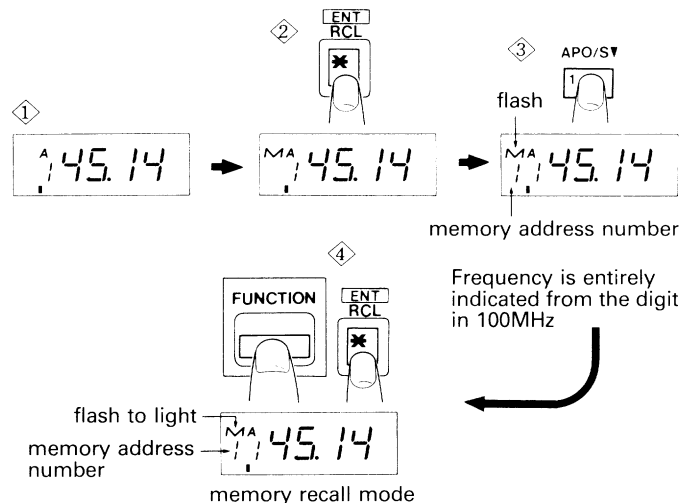 1
A 145.14
2
ENT
RCL
*
MA 145.14
3
APO/S▼
1
flash
MA 1 145.14
memory address number
Frequency is entirely
indicated from the digit
in 100MHz
4
FUNCTION
ENT
RCL
*
flash to light
MA 1 145.14
memory address
number
memory recall mode